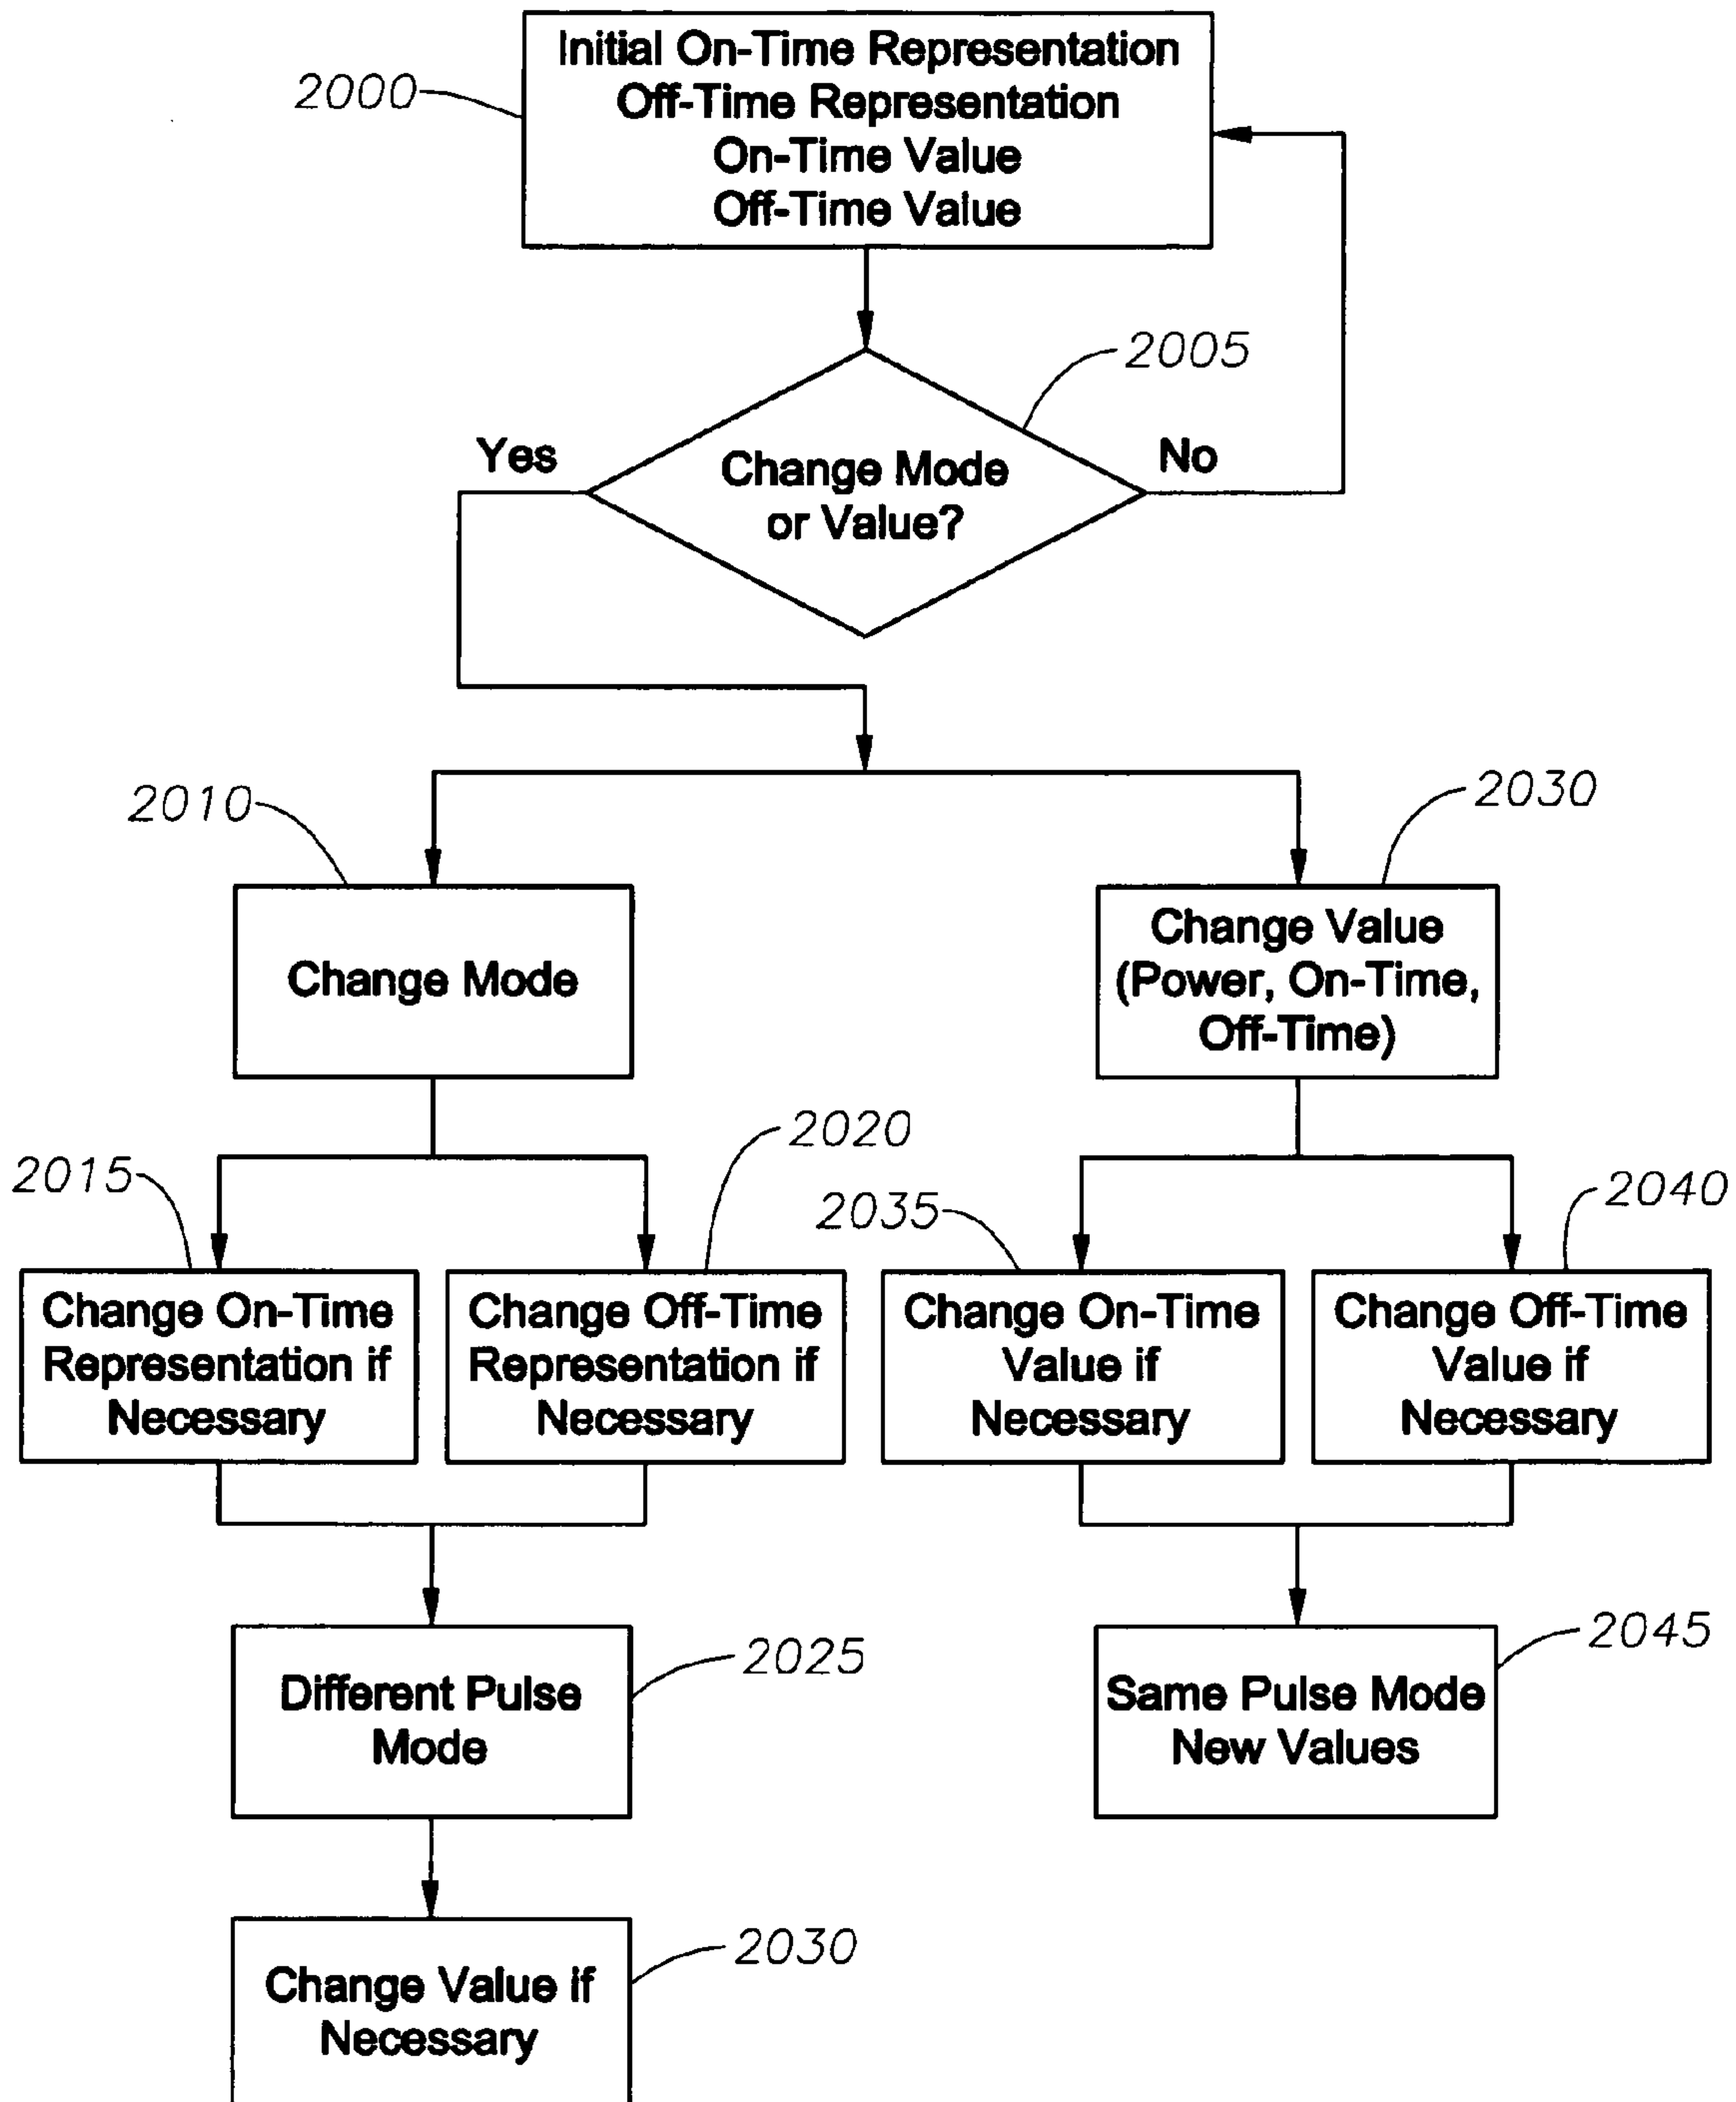 Initial On-Time Representation
Off-Time Representation
On-Time Value
Off-Time Value
2000
2005
Yes
No
Change Mode
or Value?
2010
2030
Change Mode
Change Value
(Power, On-Time,
Off-Time)
2015
2020
2035
2040
Change On-Time
Representation if
Necessary
Change Off-Time
Representation if
Necessary
Change On-Time
Value if
Necessary
Change Off-Time
Value if
Necessary
2025
2045
Different Pulse
Mode
Same Pulse Mode
New Values
2030
Change Value if
Necessary